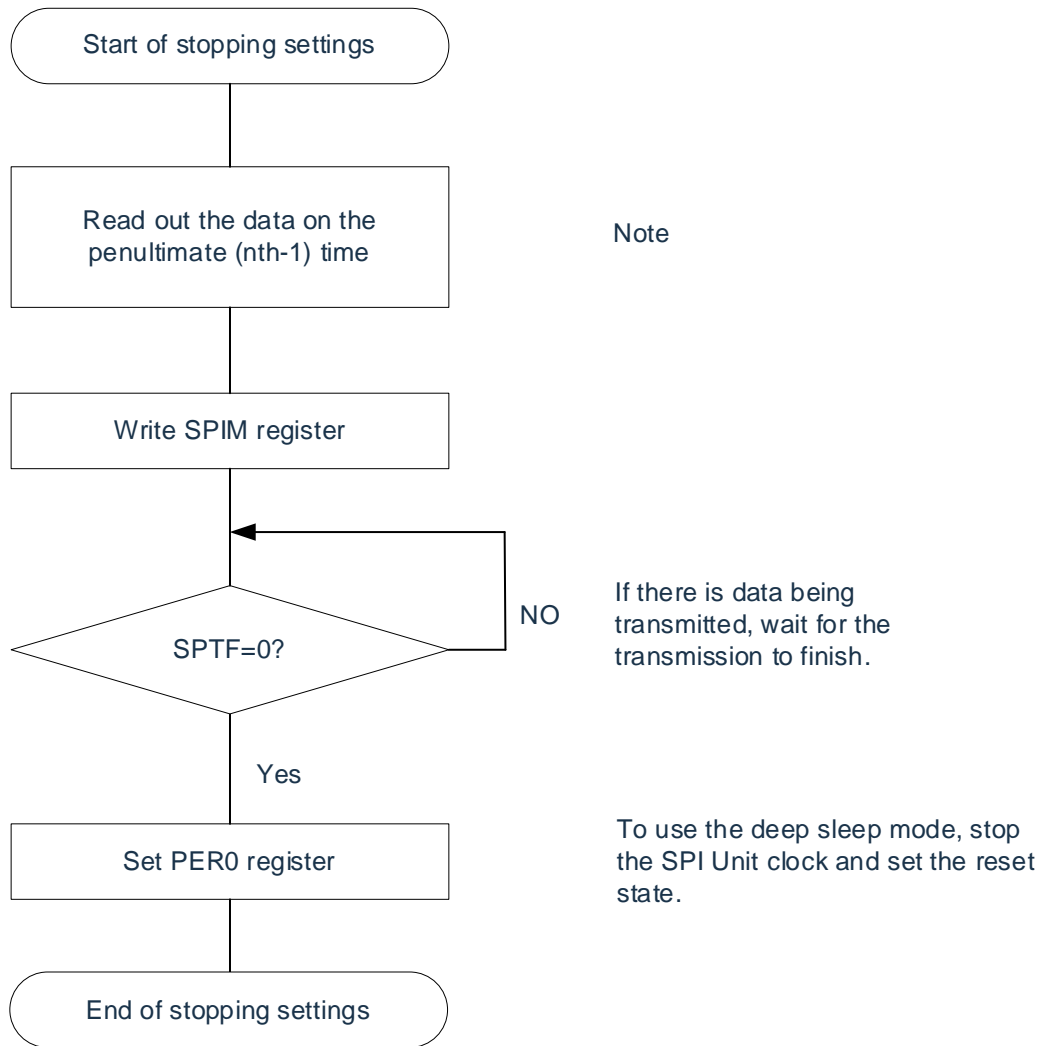 Start of stopping settings
Read out the data on the
penultimate (nth-1) time
Note
Write SPIM register
SPTF=0?
NO
If there is data being
transmitted, wait for the
transmission to finish.
Yes
Set PER0 register
To use the deep sleep mode, stop
the SPI Unit clock and set the reset
state.
End of stopping settings